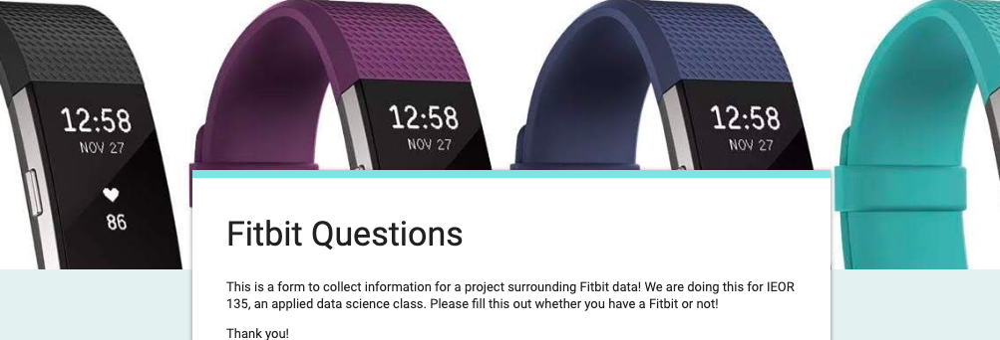 12:58
NOV 27
86
12:58
NOV 27
12:58
NOV 27
Fitbit Questions
This is a form to collect information for a project surrounding Fitbit data! We are doing this for IEOR
135, an applied data science class. Please fill this out whether you have a Fitbit or not!
Thank you!